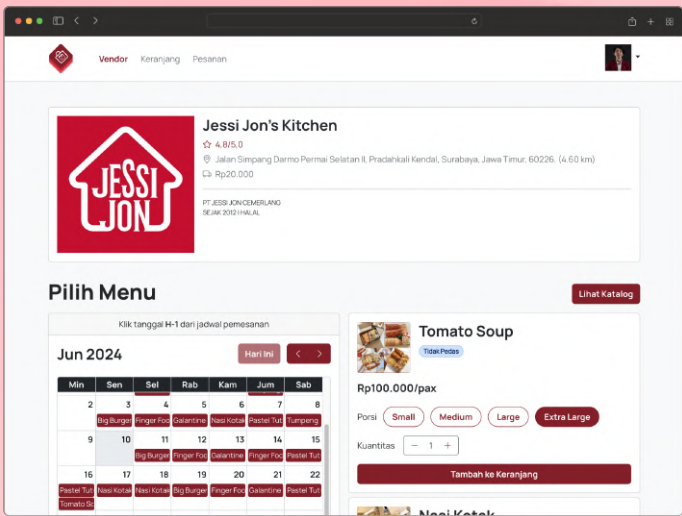 Vendor Keranjang Pesanan
JESSI
JON
Jessi Jon's Kitchen
4,8/5,0
Jalan Simpang Darmo Permai Selatan II, Pradahkali Kendal, Surabaya, Jawa Timur, 60226. (4.60 km)
Rp20.000
PT JESSI JON CEMERLANG
SEJAK 2012 | HALAL
Pilih Menu
Lihat Katalog
Klik tanggal H-1 dari jadwal pemesanan
Jun 2024
Hari Ini
Min Sen Sel Rab Kam Jum Sab
2 3 4 5 6 7 8
Big Burger Finger Foo Galantine Nasi Kotak Pastel Tut Tumpeng
9 10 11 12 13 14 15
Big Burger Finger Foo Galantine Finger Foo Pastel Tut
16 17 18 19 20 21 22
Pastel Tut Nasi Kotak Nasi Kotak Big Burger Finger Foo Galantine Pastel Tut
Tomato So
Tomato Soup
Tidak Pedas
Rp100.000/pax
Porsi Small Medium Large Extra Large
Kuantitas − 1 +
Tambah ke Keranjang
Nasi Kotak